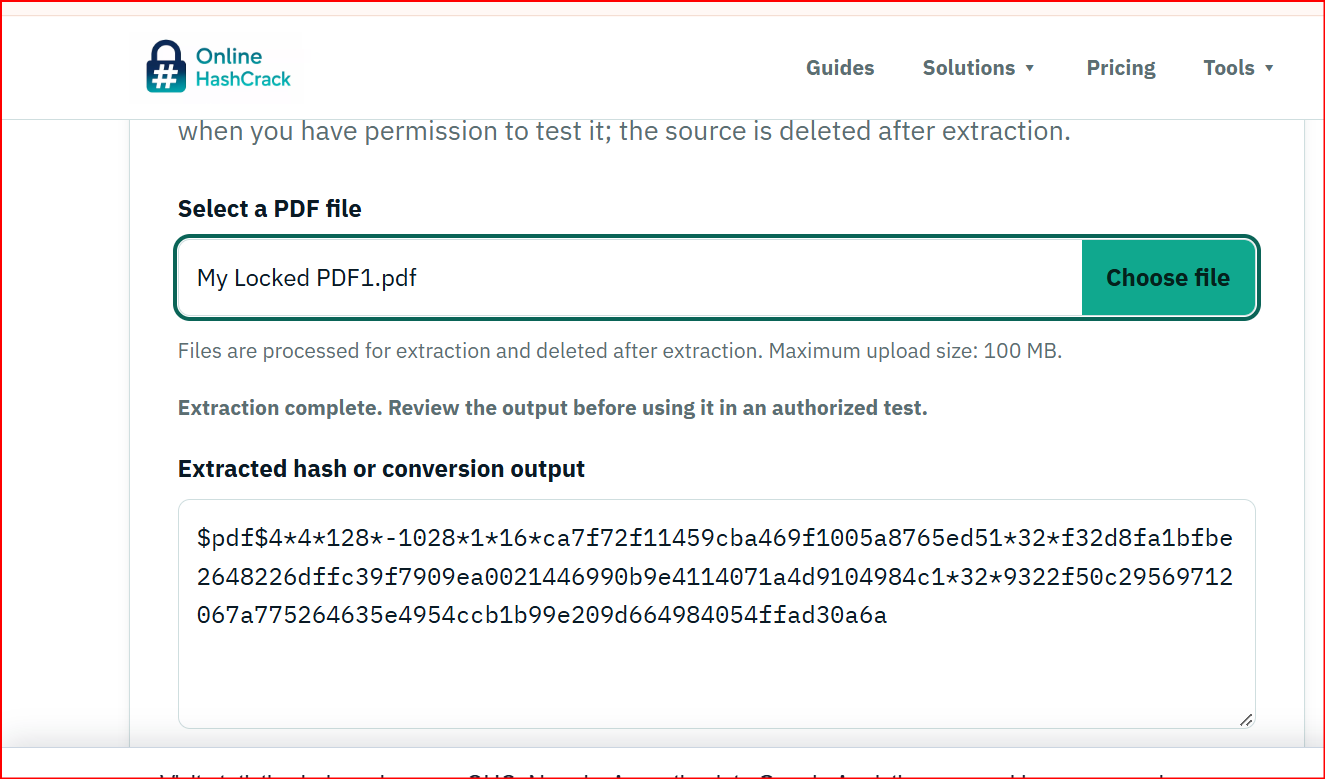 Online
HashCrack
Guides Solutions ▼ Pricing Tools ▼
when you have permission to test it; the source is deleted after extraction.
Select a PDF file
My Locked PDF1.pdf Choose file
Files are processed for extraction and deleted after extraction. Maximum upload size: 100 MB.
Extraction complete. Review the output before using it in an authorized test.
Extracted hash or conversion output
$pdf$4*4*128*-1028*1*16*ca7f72f11459cba469f1005a8765ed51*32*f32d8fa1bfbe
2648226dffc39f7909ea0021446990b9e4114071a4d9104984c1*32*9322f50c29569712
067a775264635e4954ccb1b99e209d664984054ffad30a6a